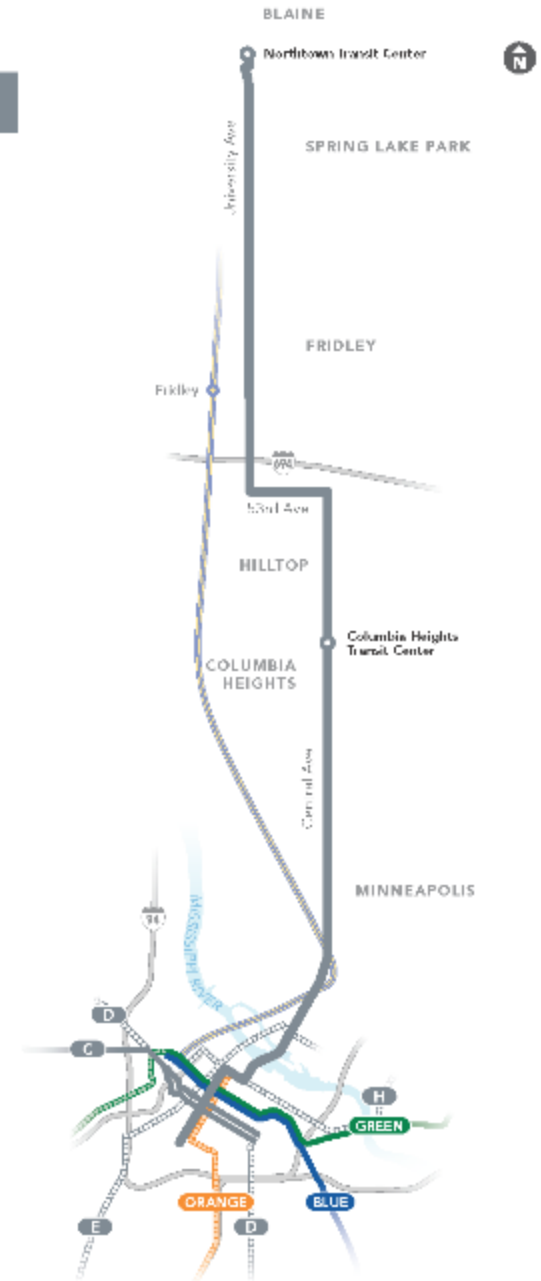 BLAINE
Northtown Transit Center
N
University Ave
SPRING LAKE PARK
FRIDLEY
Fridley
694
53rd Ave
HILLTOP
Columbia Heights
Transit Center
COLUMBIA
HEIGHTS
Central Ave
MINNEAPOLIS
94
MISSISSIPPI RIVER
D
C
H
GREEN
ORANGE
BLUE
E
D